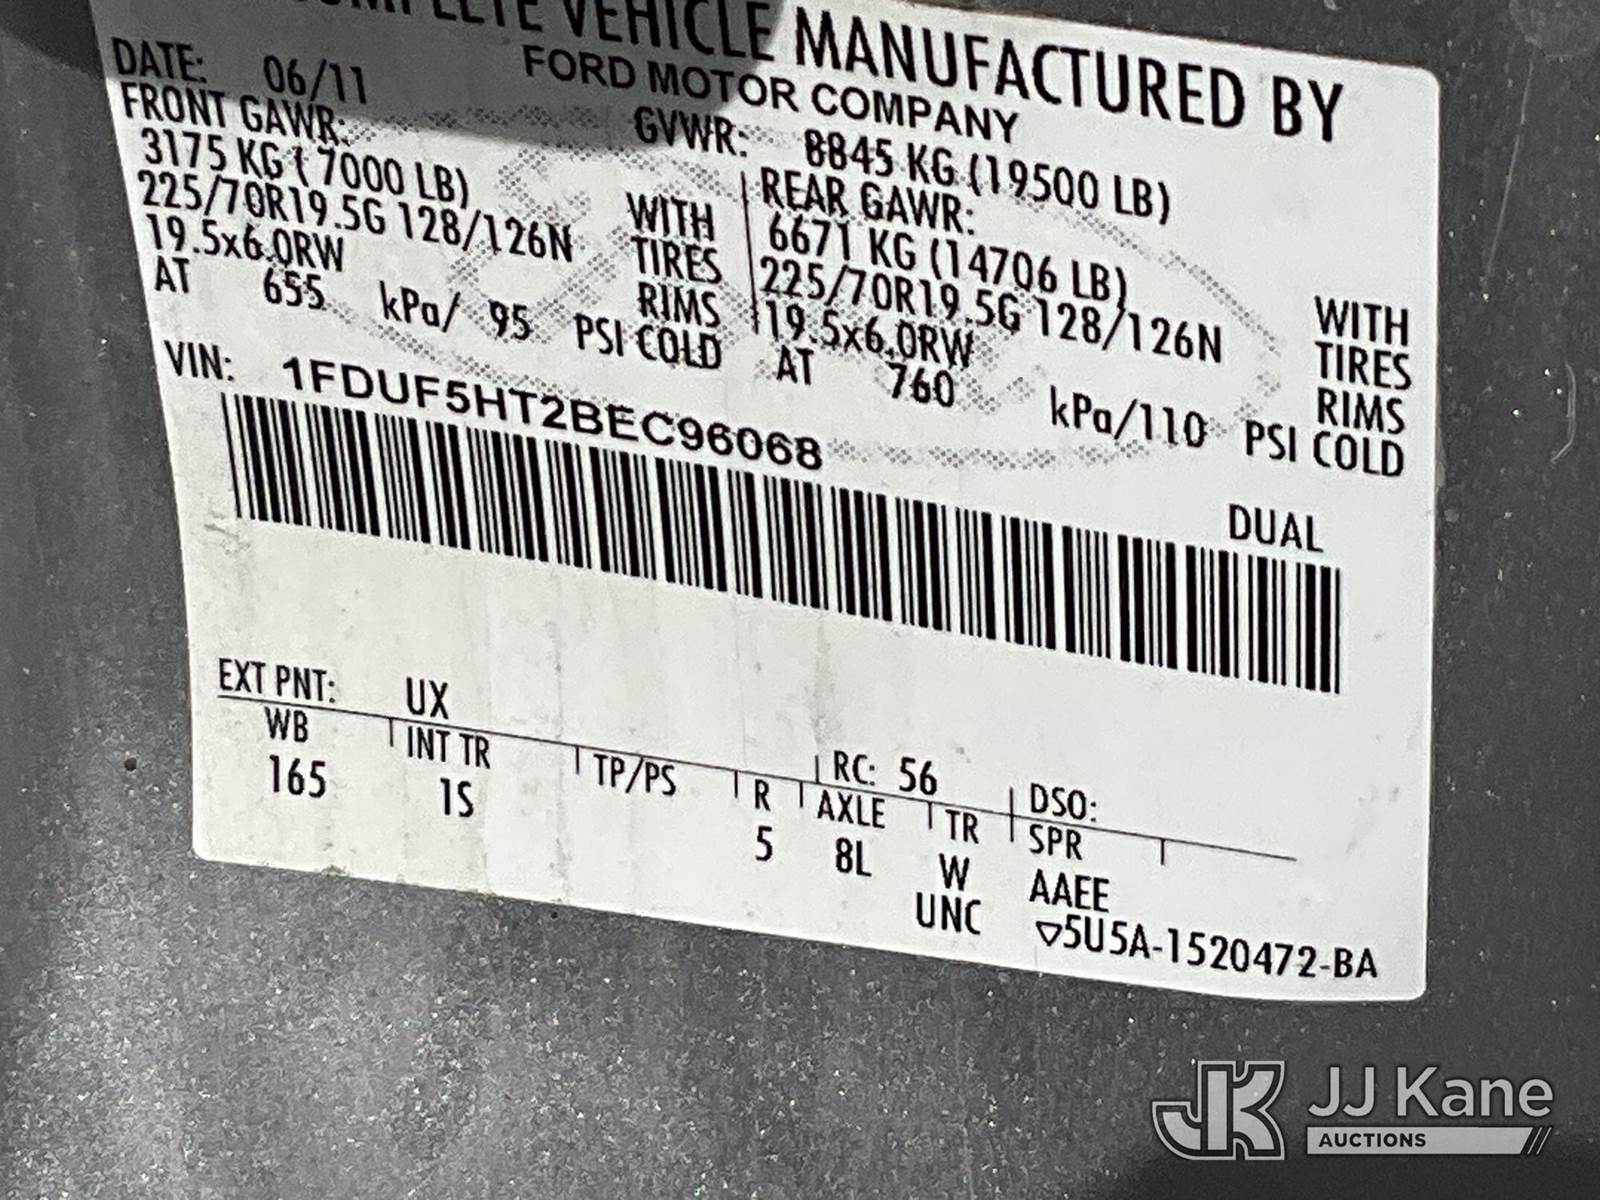 COMPLETE VEHICLE MANUFACTURED BY
FORD MOTOR COMPANY
DATE: 06/11
GVWR: 8845 KG (19500 LB)
FRONT GAWR:
3175 KG ( 7000 LB)
225/70R19.5G 128/126N
19.5x6.0RW
AT 655 kPa/ 95 PSI COLD
WITH
TIRES
RIMS
REAR GAWR:
6671 KG (14706 LB)
225/70R19.5G 128/126N
19.5x6.0RW
AT 760 kPa/110 PSI COLD
WITH
TIRES
RIMS
VIN: 1FDUF5HT2BEC96068
DUAL
EXT PNT: UX
RC: 56 DSO:
WB INT TR TP/PS R AXLE TR SPR
165 1S 5 8L W AAEE
UNC ▽5U5A-1520472-BA
JK JJ Kane
AUCTIONS